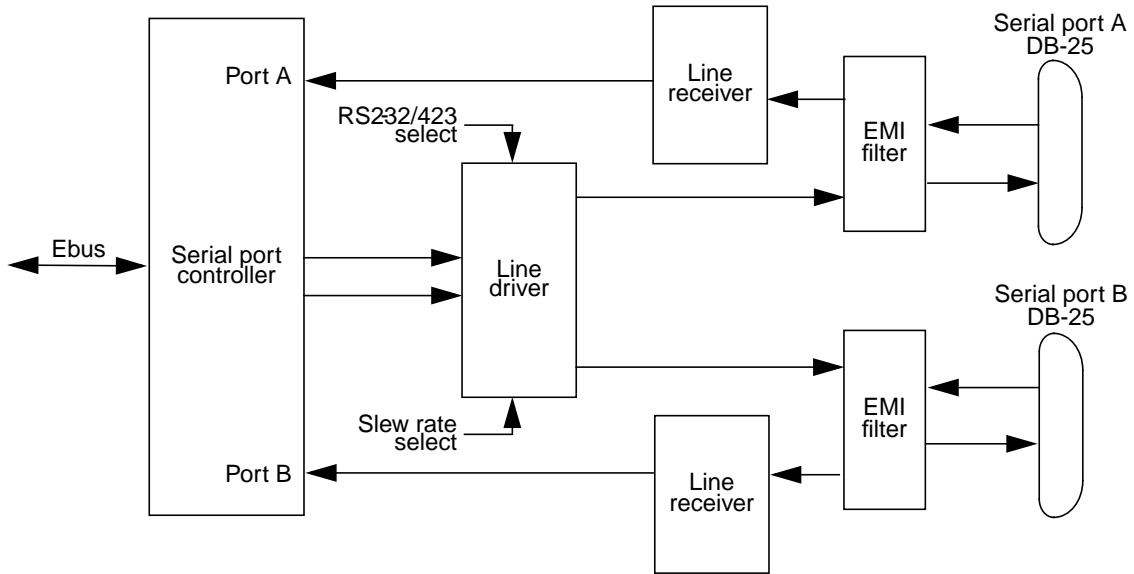 Serial port A
DB-25
Port A
Line
receiver
RS232/423
select
EMI
filter
Ebus
Serial port
controller
Line
driver
Serial port B
DB-25
Slew rate
select
EMI
filter
Port B
Line
receiver